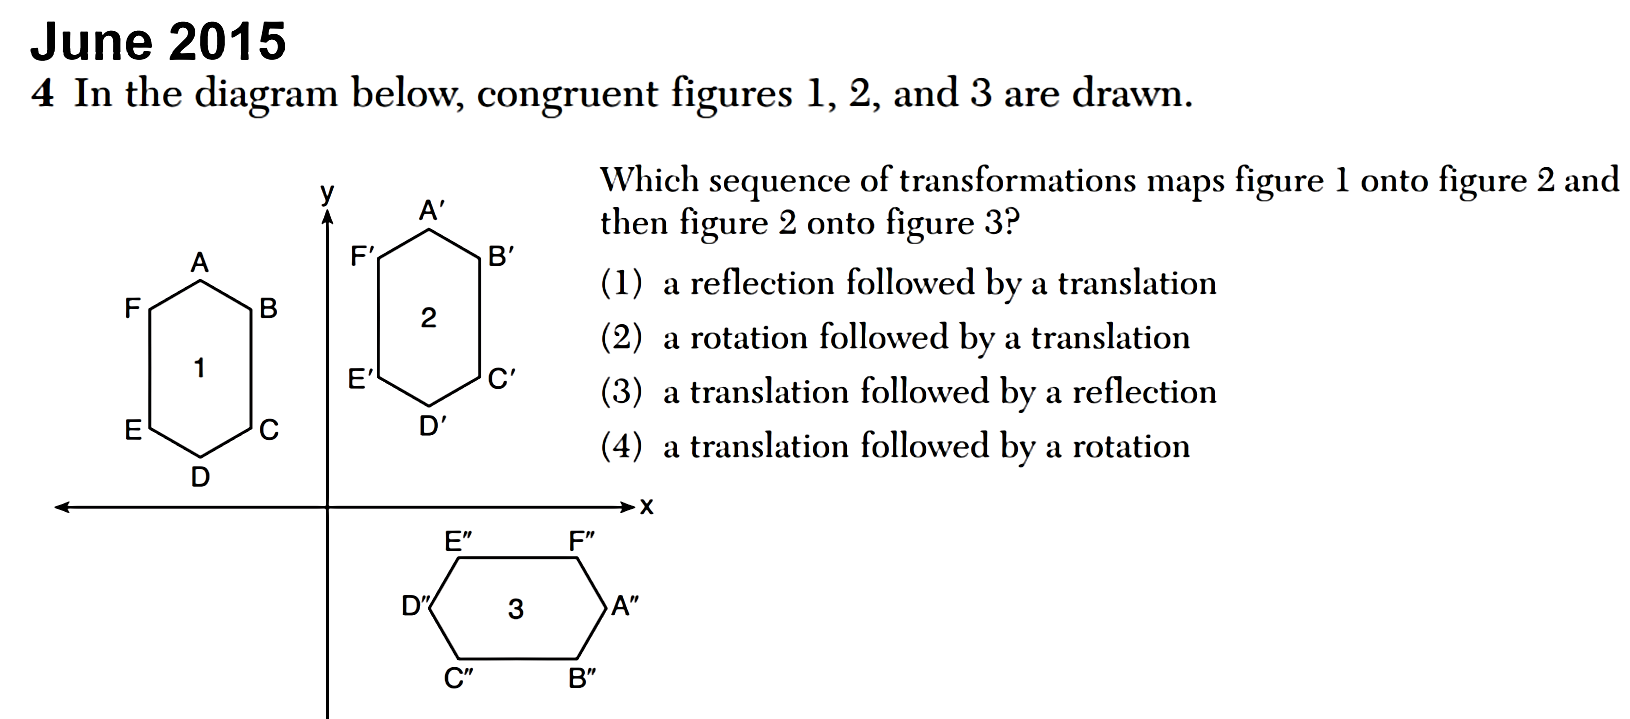 June 2015
4 In the diagram below, congruent figures 1, 2, and 3 are drawn.
Which sequence of transformations maps figure 1 onto figure 2 and
then figure 2 onto figure 3?
(1) a reflection followed by a translation
(2) a rotation followed by a translation
(3) a translation followed by a reflection
(4) a translation followed by a rotation
y
A′
F′ B′
A
F B
2
1
E′ C′
E C
D′
D
x
E″ F″
D″ 3 A″
C″ B″